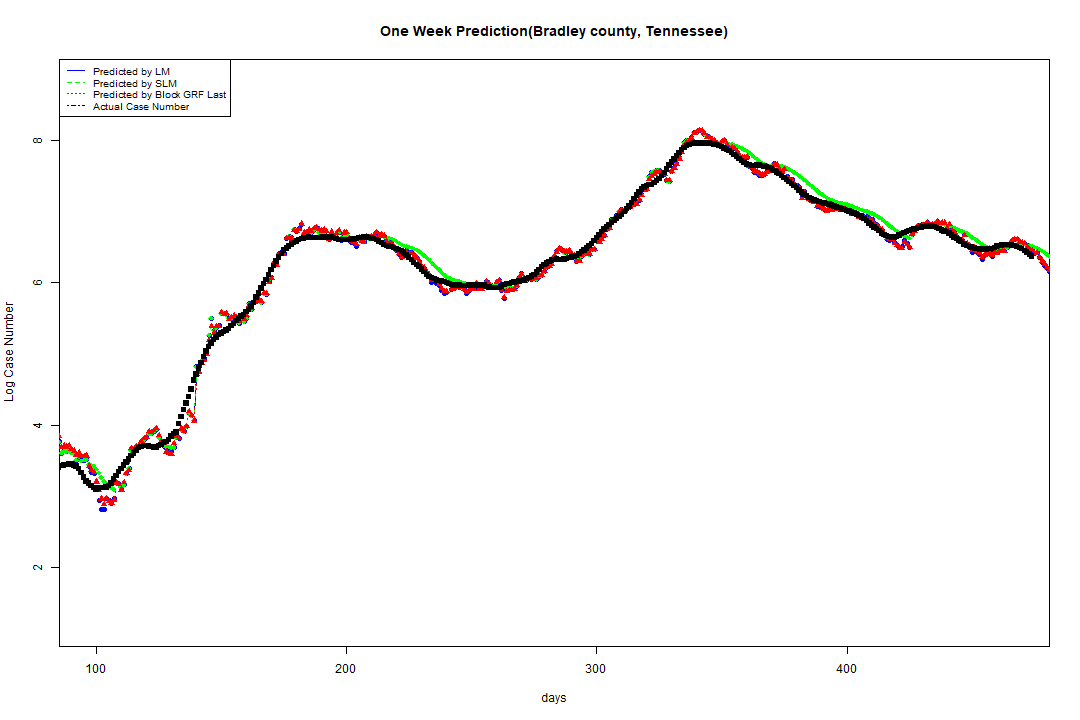 One Week Prediction(Bradley county, Tennessee)
Predicted by LM
Predicted by SLM
Predicted by Block GRF Last
Actual Case Number
8
6
4
2
Log Case Number
100 200 300 400
days